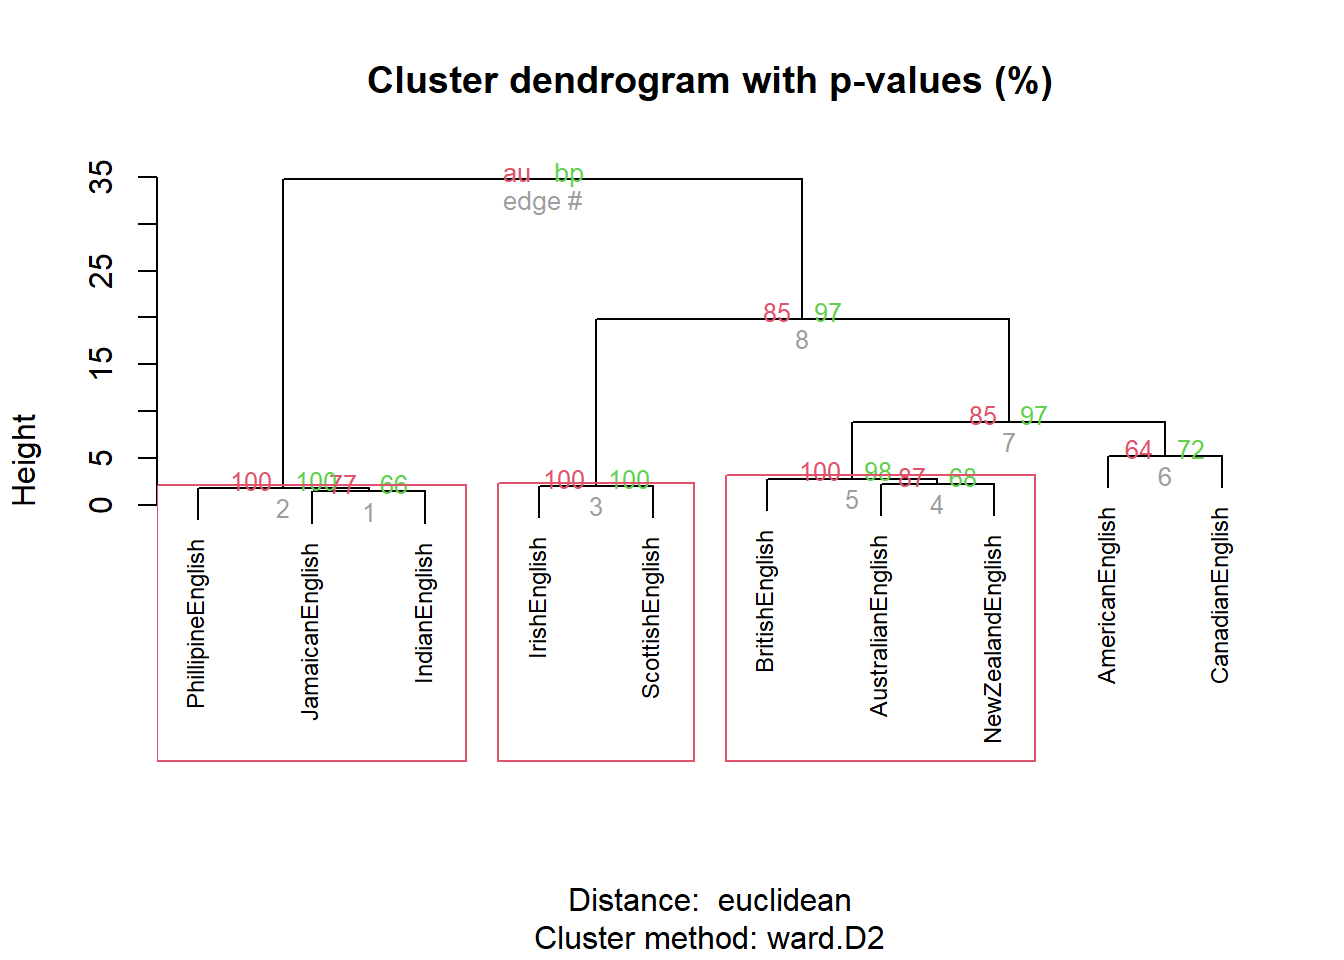 Cluster dendrogram with p-values (%)
Height
35
25
15
5
0
au bp
edge #
85 97
8
85 97
7
64 72
6
100 100
2
77 66
1
100 100
3
100 98
5
87 68
4
PhillipineEnglish
JamaicanEnglish
IndianEnglish
IrishEnglish
ScottishEnglish
BritishEnglish
AustralianEnglish
NewZealandEnglish
AmericanEnglish
CanadianEnglish
Distance: euclidean
Cluster method: ward.D2